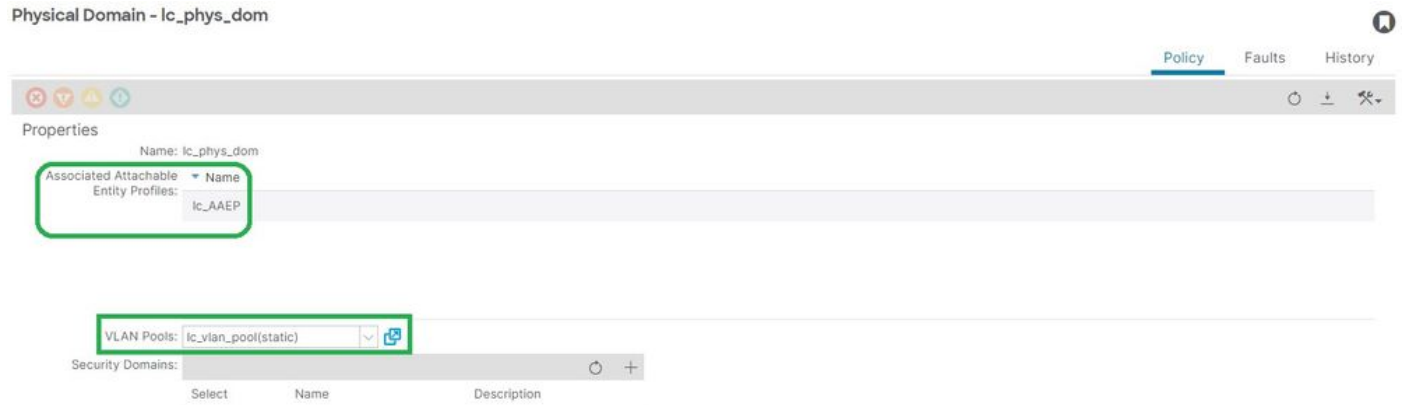 Physical Domain - lc_phys_dom
Policy Faults History
Properties
Name: lc_phys_dom
Associated Attachable Entity Profiles:
Name
lc_AAEP
VLAN Pools: lc_vlan_pool(static)
Security Domains:
Select Name Description